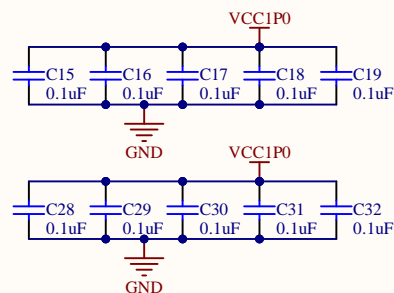 VCC1P0
C15 C16 C17 C18 C19
0.1uF 0.1uF 0.1uF 0.1uF 0.1uF
GND
VCC1P0
C28 C29 C30 C31 C32
0.1uF 0.1uF 0.1uF 0.1uF 0.1uF
GND